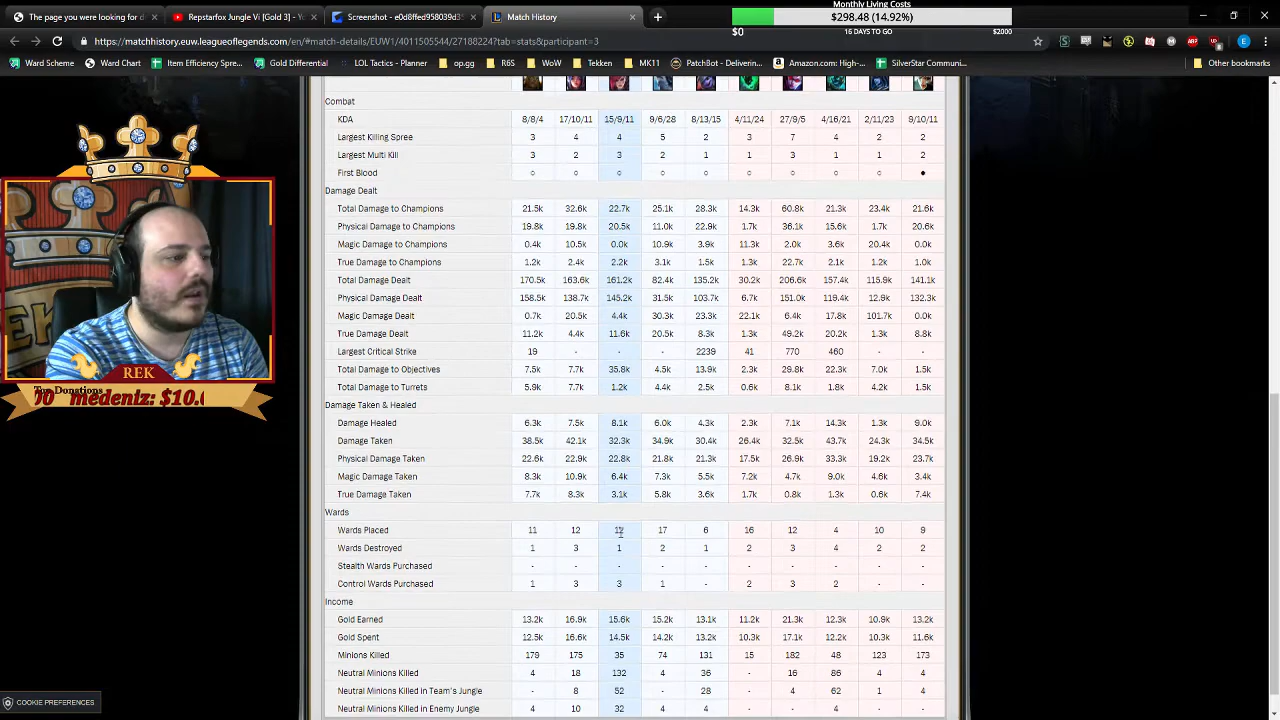 Monthly Living Costs
The page you were looking for d
Repstarfox Jungle Vi [Gold 3] -
Screenshot - e0d8ffed958039d3
Match History
$298.48 (14.92%)
$0 16 DAYS TO GO $2000
https://matchhistory.euw.leagueoflegends.com/en/#match-details/EUW1/4011505544/27188224?tab=stats&participant=3
Ward Scheme Ward Chart Item Efficiency Spre... Gold Differential LOL Tactics - Planner op.gg RES WoW Tekken MK11 PatchBot - Deliverin... Amazon.com: High-... SilverStar Communi... Other bookmarks
Combat
KDA 8/8/4 17/10/11 15/9/11 9/6/28 8/13/15 4/11/24 27/9/5 4/16/21 2/11/23 9/10/11
Largest Killing Spree 3 4 4 5 2 3 7 4 2 2
Largest Multi Kill 3 2 3 2 1 1 3 1 1 2
First Blood
Damage Dealt
Total Damage to Champions 21.5k 32.6k 22.7k 25.1k 28.3k 14.3k 60.8k 21.3k 23.4k 21.6k
Physical Damage to Champions 19.8k 19.8k 20.5k 11.0k 22.9k 1.7k 36.1k 15.6k 1.7k 20.6k
Magic Damage to Champions 0.4k 10.5k 0.0k 10.9k 3.9k 11.3k 2.0k 3.6k 20.4k 0.0k
True Damage to Champions 1.2k 2.4k 2.2k 3.1k 1.5k 1.3k 22.7k 2.1k 1.2k 1.0k
Total Damage Dealt 170.5k 163.6k 161.2k 82.4k 135.2k 30.2k 206.6k 157.4k 115.9k 141.1k
Physical Damage Dealt 158.5k 138.7k 145.2k 31.5k 103.7k 6.7k 151.0k 119.4k 12.9k 132.3k
Magic Damage Dealt 0.7k 20.5k 4.4k 30.3k 23.3k 22.1k 6.4k 17.8k 101.7k 0.0k
True Damage Dealt 11.2k 4.4k 11.6k 20.5k 8.3k 1.3k 49.2k 20.2k 1.3k 8.8k
Largest Critical Strike 19 - - - 2239 41 770 460 - -
Total Damage to Objectives 7.5k 7.7k 35.8k 4.5k 13.9k 2.3k 29.8k 22.3k 7.0k 1.5k
Total Damage to Turrets 5.9k 7.7k 1.2k 4.4k 2.5k 0.6k 8.1k 1.8k 4.2k 1.5k
Damage Taken & Healed
Damage Healed 6.3k 7.5k 8.1k 6.0k 4.3k 2.3k 7.1k 14.3k 1.3k 9.0k
Damage Taken 38.5k 42.1k 32.3k 34.9k 30.4k 26.4k 32.5k 43.7k 24.3k 34.5k
Physical Damage Taken 22.6k 22.9k 22.8k 21.8k 21.3k 17.5k 26.9k 33.3k 19.2k 23.7k
Magic Damage Taken 8.3k 10.9k 6.4k 7.3k 5.5k 7.2k 4.7k 9.0k 4.6k 3.4k
True Damage Taken 7.7k 8.3k 3.1k 5.8k 3.6k 1.7k 0.8k 1.3k 0.6k 7.4k
Wards
Wards Placed 11 12 17 6 16 12 4 10 9
Wards Destroyed 1 3 1 2 1 2 3 4 2 2
Stealth Wards Purchased - - - - - - - - - -
Control Wards Purchased 1 3 3 1 - 2 3 2 - -
Income
Gold Earned 13.2k 16.9k 15.6k 15.2k 13.1k 11.2k 21.3k 12.3k 10.9k 13.2k
Gold Spent 12.5k 16.6k 14.5k 14.2k 13.2k 10.3k 17.1k 12.2k 10.3k 11.6k
Minions Killed 179 175 35 74 131 15 182 48 123 173
Neutral Minions Killed 4 18 132 4 36 - 16 86 4 4
Neutral Minions Killed in Team's Jungle - 8 52 - 28 - 4 62 1 4
Neutral Minions Killed in Enemy Jungle 4 10 32 4 4 - - - - -
REK
Top Donations
medeniz: $10.0
COOKIE PREFERENCES